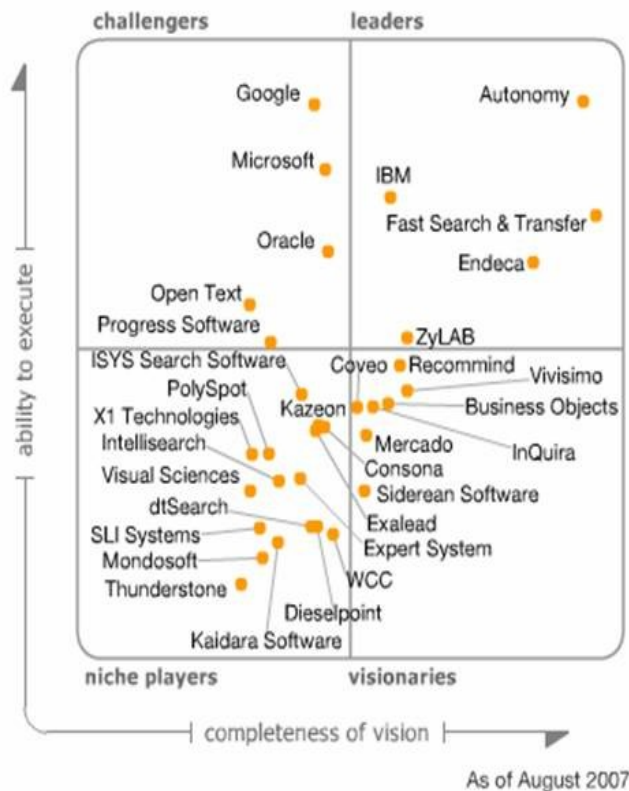 challengers
leaders
Google
Autonomy
Microsoft
IBM
Fast Search & Transfer
Oracle
Endeca
Open Text
Progress Software
ZyLAB
ISYS Search Software
Coveo
Recommind
PolySpot
Vivisimo
Kazeon
Business Objects
X1 Technologies
Intellisearch
Mercado
InQuira
Consona
Visual Sciences
Siderean Software
dtSearch
Exalead
SLI Systems
Expert System
Mondosoft
WCC
Thunderstone
Dieselpoint
Kaidara Software
niche players
visionaries
ability to execute
completeness of vision
As of August 2007